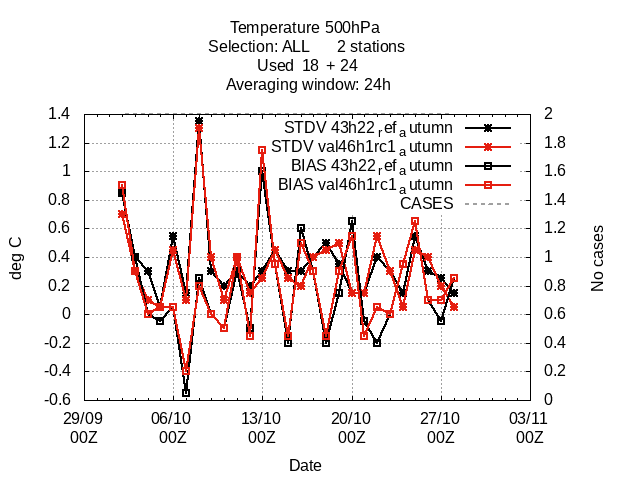 Temperature 500hPa
Selection: ALL 2 stations
Used 18 + 24
Averaging window: 24h
1.4
1.2
1
0.8
0.6
0.4
0.2
0
-0.2
-0.4
-0.6
deg C
STDV 43h22refautumn
STDV val46h1rc1autumn
BIAS 43h22refautumn
BIAS val46h1rc1autumn
CASES
2
1.8
1.6
1.4
1.2
1
0.8
0.6
0.4
0.2
0
No cases
29/09 06/10 13/10 20/10 27/10 03/11
00Z 00Z 00Z 00Z 00Z 00Z
Date